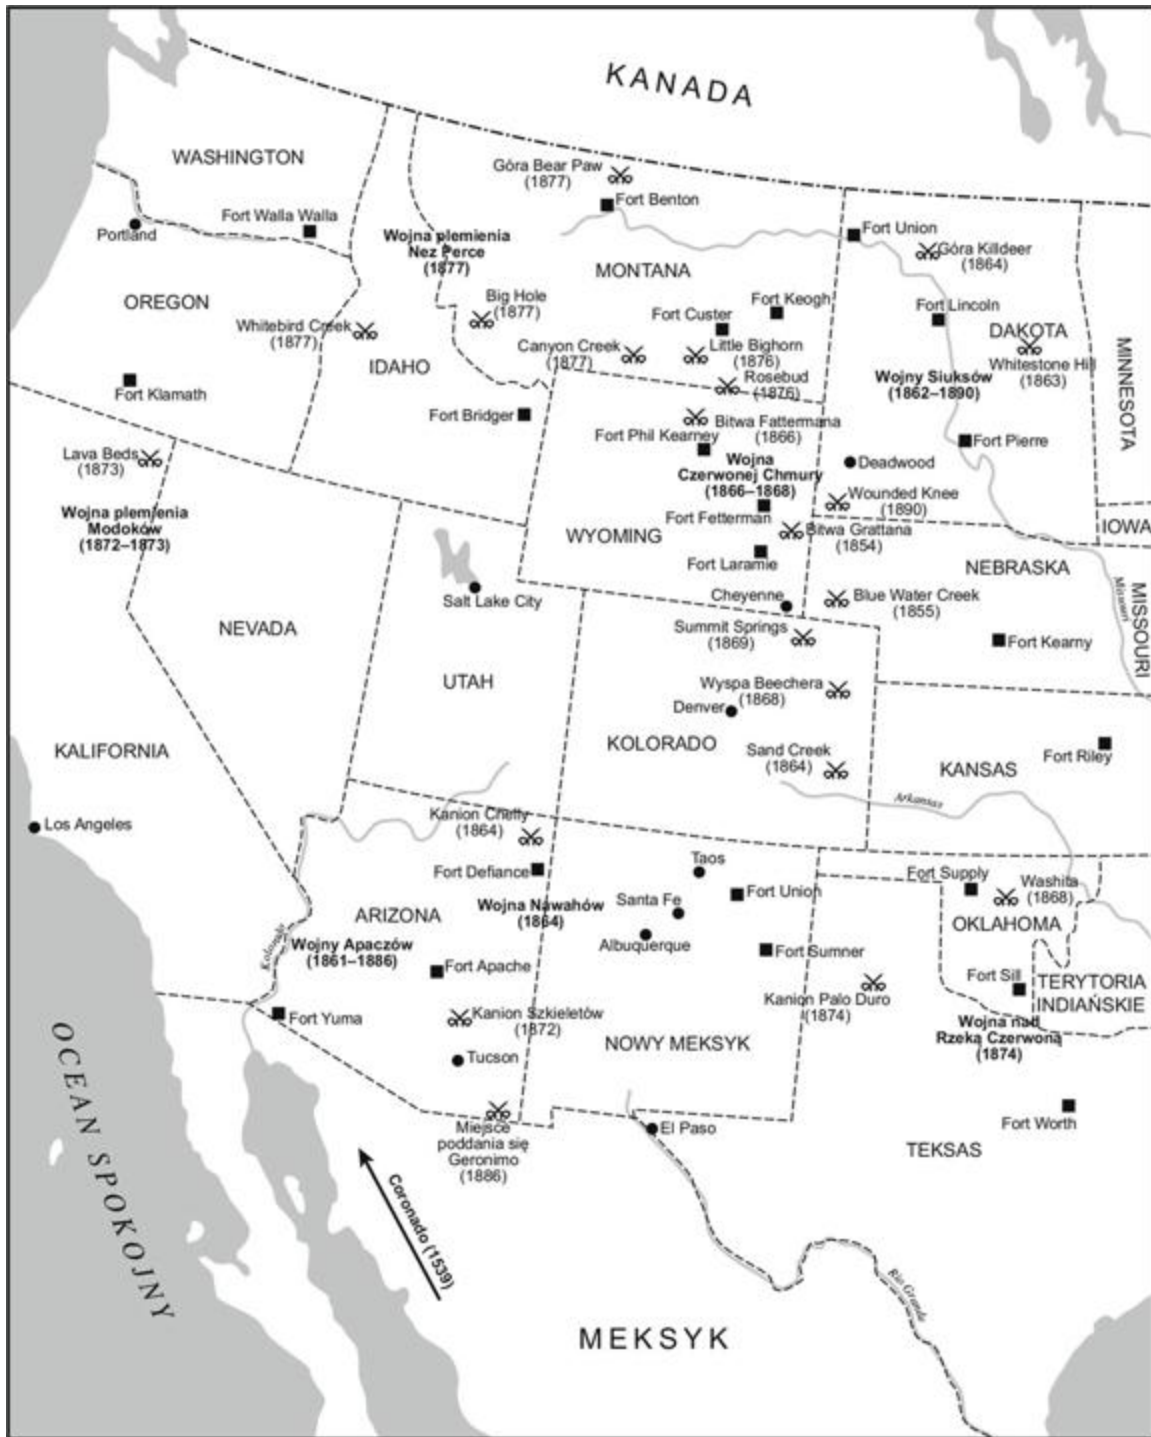 KANADA
WASHINGTON
Góra Bear Paw
(1877)
Fort Benton
Fort Walla Walla
Portland
Wojna plemienia
Nez Perce
(1877)
Fort Union
Góra Killdeer
(1864)
MONTANA
OREGON
Big Hole
(1877)
Fort Keogh
Fort Custer
Fort Lincoln
DAKOTA
Whitebird Creek
(1877)
Canyon Creek
(1877)
Little Bighorn
(1876)
Whitestone Hill
(1863)
MINNESOTA
IDAHO
Rosebud
(1876)
Wojny Siuksów
(1862–1890)
Fort Klamath
Fort Bridger
Bitwa Fattermana
(1866)
Fort Phil Kearney
Fort Pierre
Lava Beds
(1873)
Wojna
Czerwonej Chmury
(1866–1868)
Deadwood
Wojna plemienia
Modoków
(1872–1873)
Wounded Knee
(1890)
Fort Fetterman
IOWA
WYOMING
Bitwa Grattana
(1854)
Fort Laramie
NEBRASKA
Missouri
MISSOURI
Salt Lake City
Cheyenne
Blue Water Creek
(1855)
NEVADA
Summit Springs
(1869)
Fort Kearny
UTAH
Wyspa Beechera
(1868)
Denver
KALIFORNIA
KOLORADO
Sand Creek
(1864)
KANSAS
Fort Riley
Arkansas
Los Angeles
Kanion Chelly
(1864)
Fort Defiance
Taos
Fort Supply
Washita
(1868)
Wojna Nawahów
(1864)
Santa Fe
Fort Union
ARIZONA
OKLAHOMA
Kolorado
Wojny Apaczów
(1861–1886)
Albuquerque
Fort Sumner
Fort Apache
Fort Sill
TERYTORIA
INDIAŃSKIE
Kanion Palo Duro
(1874)
Fort Yuma
Kanion Szkieletów
(1872)
Wojna nad
Rzeką Czerwoną
(1874)
NOWY MEKSYK
Tucson
Fort Worth
Miejsce
poddania się
Geronimo
(1886)
El Paso
TEKSAS
OCEAN SPOKOJNY
Coronado (1539)
Rio Grande
MEKSYK